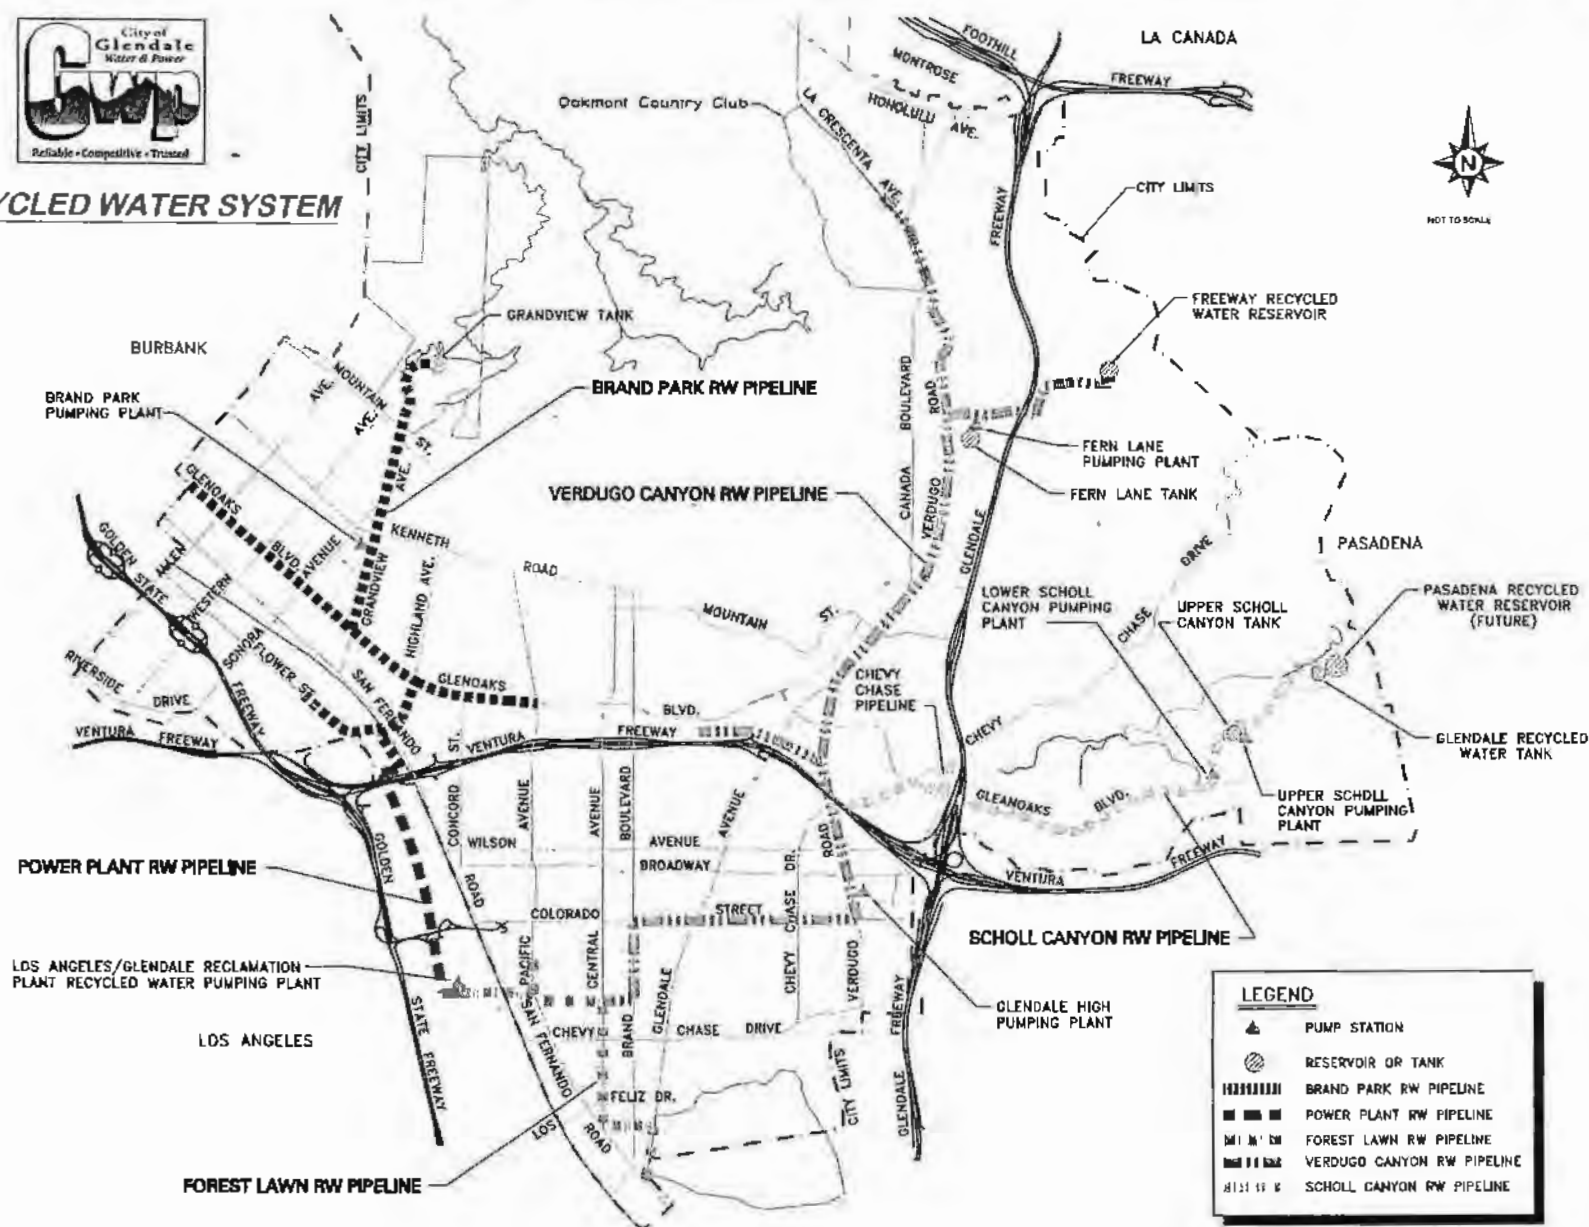 City of
Glendale
Water & Power
GWP
Reliable • Competitive • Trusted
YCLED WATER SYSTEM
LA CANADA
FOOTHILL
FREEWAY
MONTROSE
HONOLULU AVE.
Oakmont Country Club
LA CRESCENTA AVE.
CITY LIMITS
CITY LIMITS
N
NOT TO SCALE
FREEWAY
FREEWAY RECYCLED
WATER RESERVOIR
GRANDVIEW TANK
BURBANK
MOUNTAIN
ST.
AVE.
AVE.
BRAND PARK RW PIPELINE
BRAND PARK
PUMPING PLANT
CANADA BOULEVARD
VERDUGO ROAD
FERN LANE
PUMPING PLANT
FERN LANE TANK
VERDUGO CANYON RW PIPELINE
GLENOAKS
BLVD.
AVENUE
GRANDVIEW
AVE.
KENNETH
ROAD
HIGHLAND AVE.
GOLDEN STATE
FREEWAY
ALLEN
WESTERN
SONORA
FLOWER ST.
RIVERSIDE
DRIVE
SAN FERNANDO
GLENDALE
DRIVE
CHASE
CHEVY
PASADENA
LOWER SCHOLL
CANYON PUMPING
PLANT
UPPER SCHOLL
CANYON TANK
PASADENA RECYCLED
WATER RESERVOIR
(FUTURE)
MOUNTAIN
ST.
GLENOAKS
BLVD.
CHEVY
CHASE
PIPELINE
VENTURA FREEWAY
VENTURA
FREEWAY
GLENDALE RECYCLED
WATER TANK
GLEANOAKS
BLVD.
UPPER SCHOLL
CANYON PUMPING
PLANT
CONCORD
ST.
AVENUE
AVENUE
BOULEVARD
AVENUE
WILSON
AVENUE
BROADWAY
ROAD
CHEVY CHASE DR.
VENTURA
FREEWAY
POWER PLANT RW PIPELINE
GOLDEN
ROAD
COLORADO
STREET
SCHOLL CANYON RW PIPELINE
LOS ANGELES/GLENDALE RECLAMATION
PLANT RECYCLED WATER PUMPING PLANT
PACIFIC
CENTRAL
BRAND
GLENDALE
VERDUGO
GLENDALE HIGH
PUMPING PLANT
STATE FREEWAY
LOS ANGELES
SAN FERNANDO
ROAD
CHEVY
CHASE
DRIVE
CITY LIMITS
GLENDALE
FREEWAY
LOS
FELIZ DR.
FOREST LAWN RW PIPELINE
LEGEND
PUMP STATION
RESERVOIR OR TANK
BRAND PARK RW PIPELINE
POWER PLANT RW PIPELINE
FOREST LAWN RW PIPELINE
VERDUGO CANYON RW PIPELINE
SCHOLL CANYON RW PIPELINE